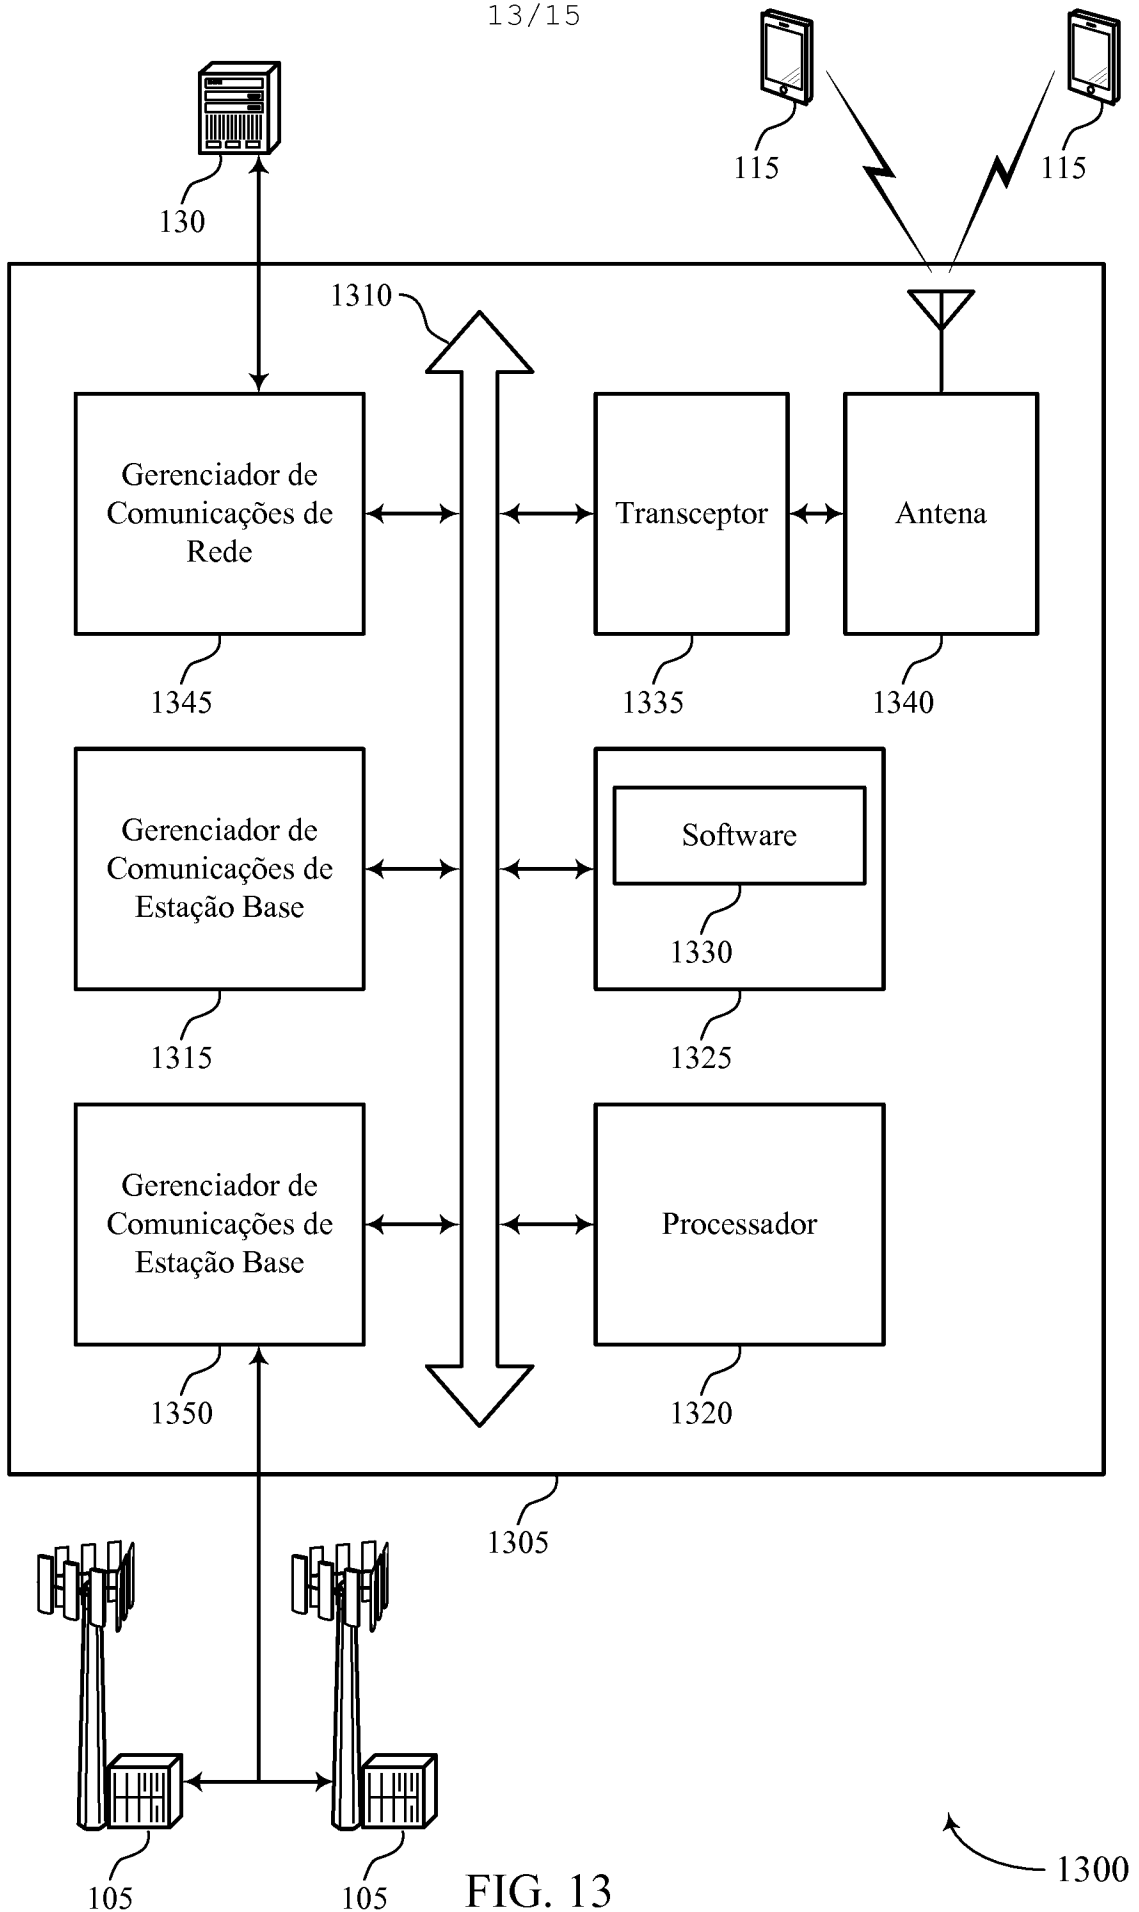 13/15
115
115
130
1310
Gerenciador de
Comunicações de
Rede
Transceptor
Antena
1345
1335
1340
Gerenciador de
Comunicações de
Estação Base
Software
1330
1315
1325
Gerenciador de
Comunicações de
Estação Base
Processador
1350
1320
1305
105
105
FIG. 13
1300